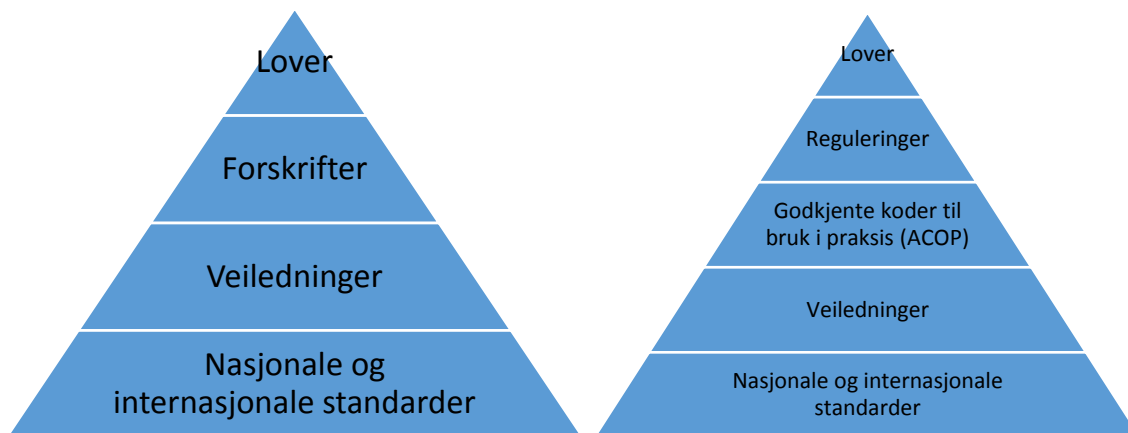 Lover
Forskrifter
Veiledninger
Nasjonale og
internasjonale standarder
Lover
Reguleringer
Godkjente koder til
bruk i praksis (ACOP)
Veiledninger
Nasjonale og internasjonale
standarder